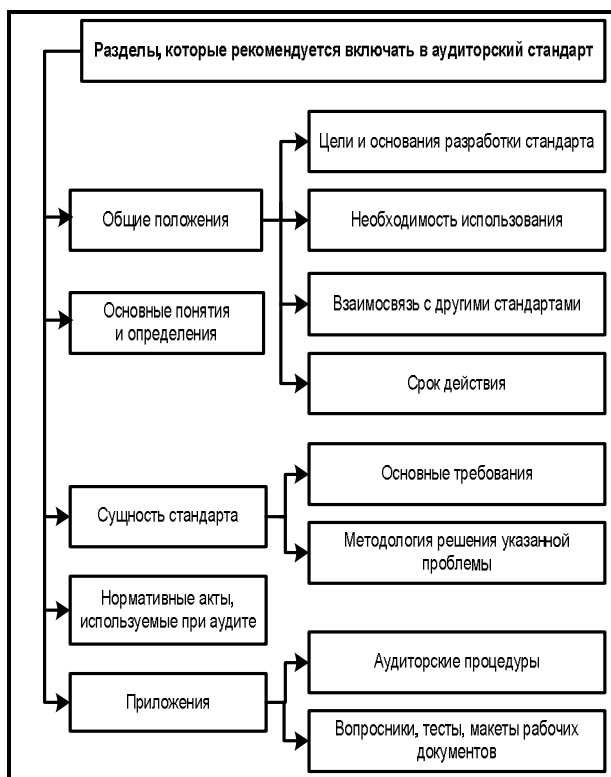 Разделы, которые рекомендуется включать в аудиторский стандарт
Общие положения
Цели и основания разработки стандарта
Необходимость использования
Взаимосвязь с другими стандартами
Срок действия
Основные понятия
и определения
Сущность стандарта
Основные требования
Методология решения указанной
проблемы
Нормативные акты,
используемые при аудите
Приложения
Аудиторские процедуры
Вопросники, тесты, макеты рабочих
документов